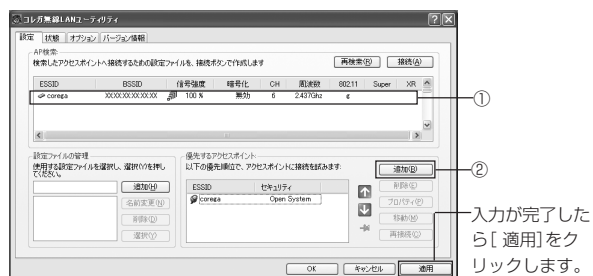 コレガ無線LANユーティリティ
設定 状態 オプション バージョン情報
AP検索
検索したアクセスポイントへ接続するための設定ファイルを、接続ボタンで作成します
再検索(R) 接続(A)
ESSID BSSID 信号強度 暗号化 CH 周波数 802.11 Super XR
corega XX:XX:XX:XX:XX:XX 100 % 無効 6 2.437Ghz g
①
設定ファイルの管理
使用する設定ファイルを選択し、選択(Y)を押し
てください。
追加(H)
名前変更(N)
削除(D)
選択(Y)
優先するアクセスポイント
以下の優先順位で、アクセスポイントに接続を試みます
ESSID セキュリティ
corega Open System
追加(B)
②
削除(E)
プロパティ(P)
移動(M)
再接続(C)
入力が完了した
ら[ 適用]をク
リックします。
OK キャンセル 適用